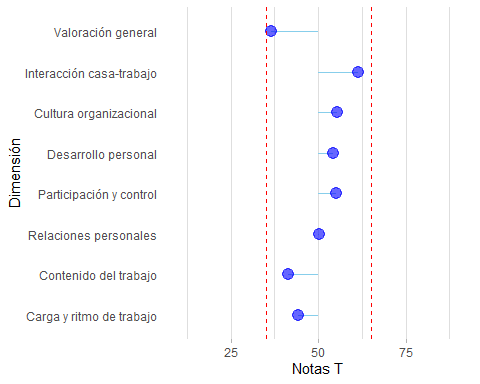 Valoración general
Interacción casa-trabajo
Cultura organizacional
Desarrollo personal
Participación y control
Relaciones personales
Contenido del trabajo
Carga y ritmo de trabajo
Dimensión
25 50 75
Notas T